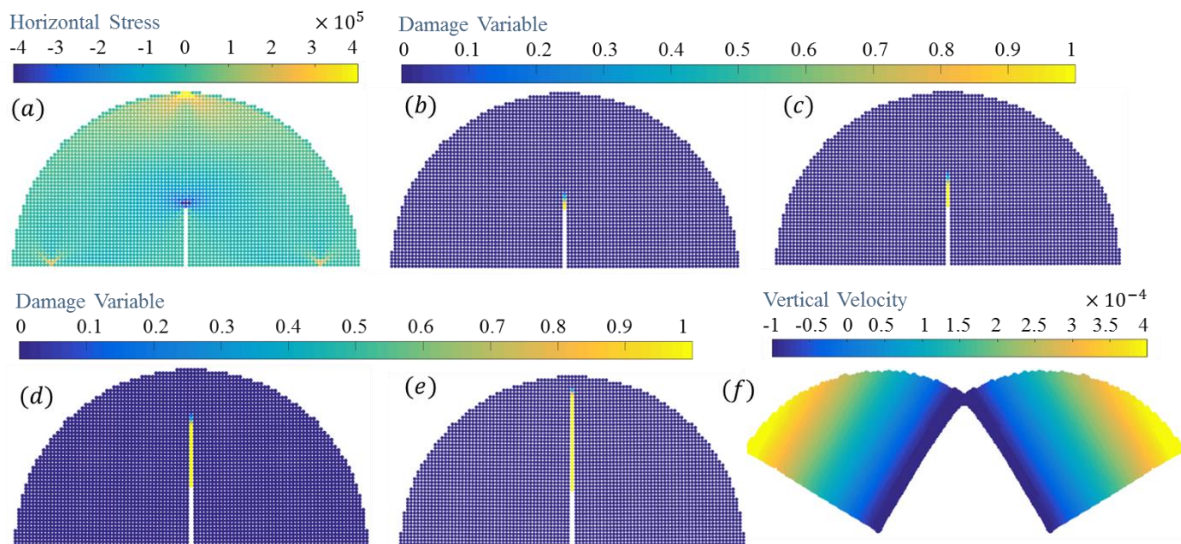 Horizontal Stress
× 10⁵
-4 -3 -2 -1 0 1 2 3 4
Damage Variable
0 0.1 0.2 0.3 0.4 0.5 0.6 0.7 0.8 0.9 1
(a)
(b)
(c)
Damage Variable
0 0.1 0.2 0.3 0.4 0.5 0.6 0.7 0.8 0.9 1
Vertical Velocity
× 10⁻⁴
-1 -0.5 0 0.5 1 1.5 2 2.5 3 3.5 4
(d)
(e)
(f)